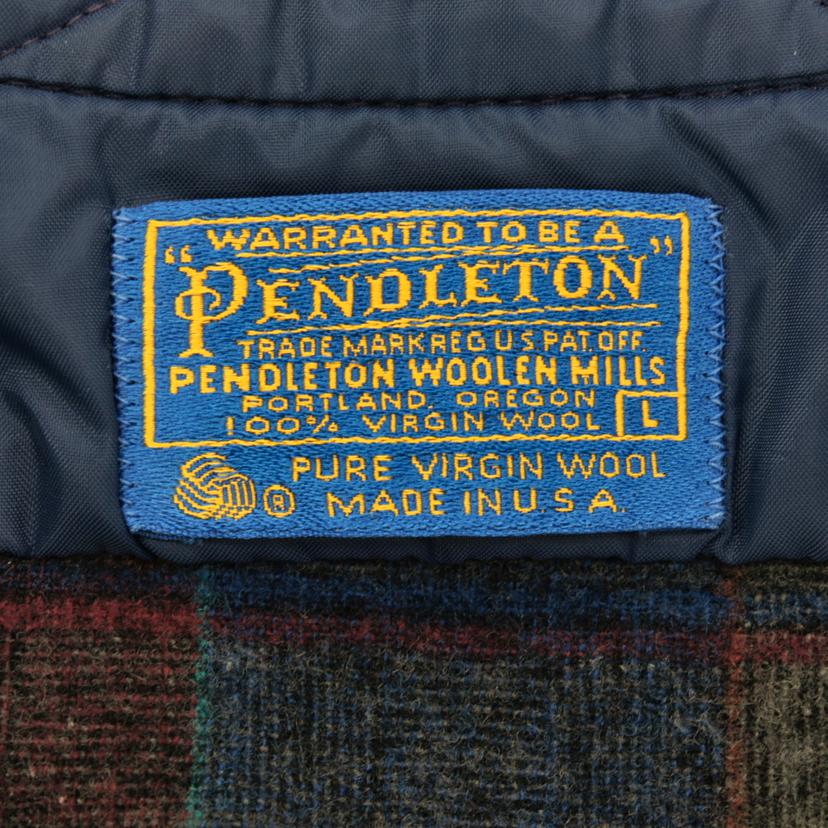 WARRANTED TO BE A
"PENDLETON"
TRADE MARK REG U.S. PAT. OFF.
PENDLETON WOOLEN MILLS
PORTLAND, OREGON
100% VIRGIN WOOL L
PURE VIRGIN WOOL
® MADE IN U.S.A.